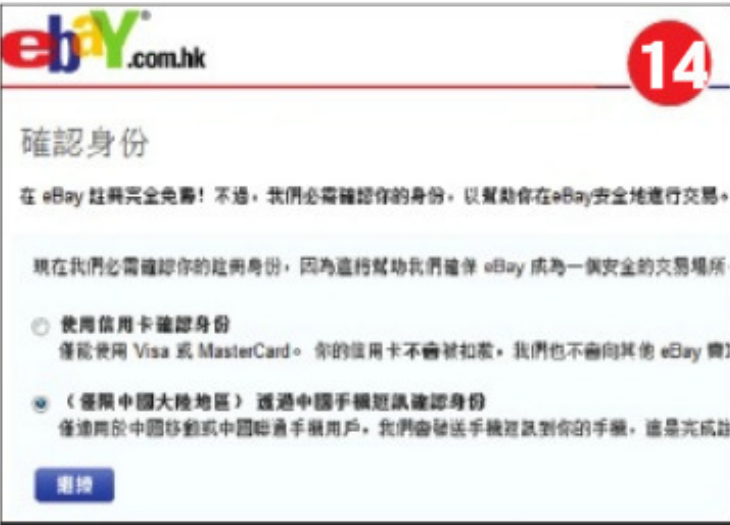 ebay.com.hk
14
確認身份
在 eBay 註冊完全免費! 不過，我們必需確認你的身份，以幫助你在eBay安全地進行交易。
現在我們必需確認你的註冊身份，因為這將幫助我們確保 eBay 成為一個安全的交易場所
使用信用卡確認身份
僅能使用 Visa 或 MasterCard。 你的信用卡不會被扣款，我們也不會向其他 eBay
（僅限中國大陸地區） 透過中國手機短訊確認身份
僅適用於中國移動或中國聯通手機用戶，我們會發送手機短訊到你的手機，這是完成註
繼續